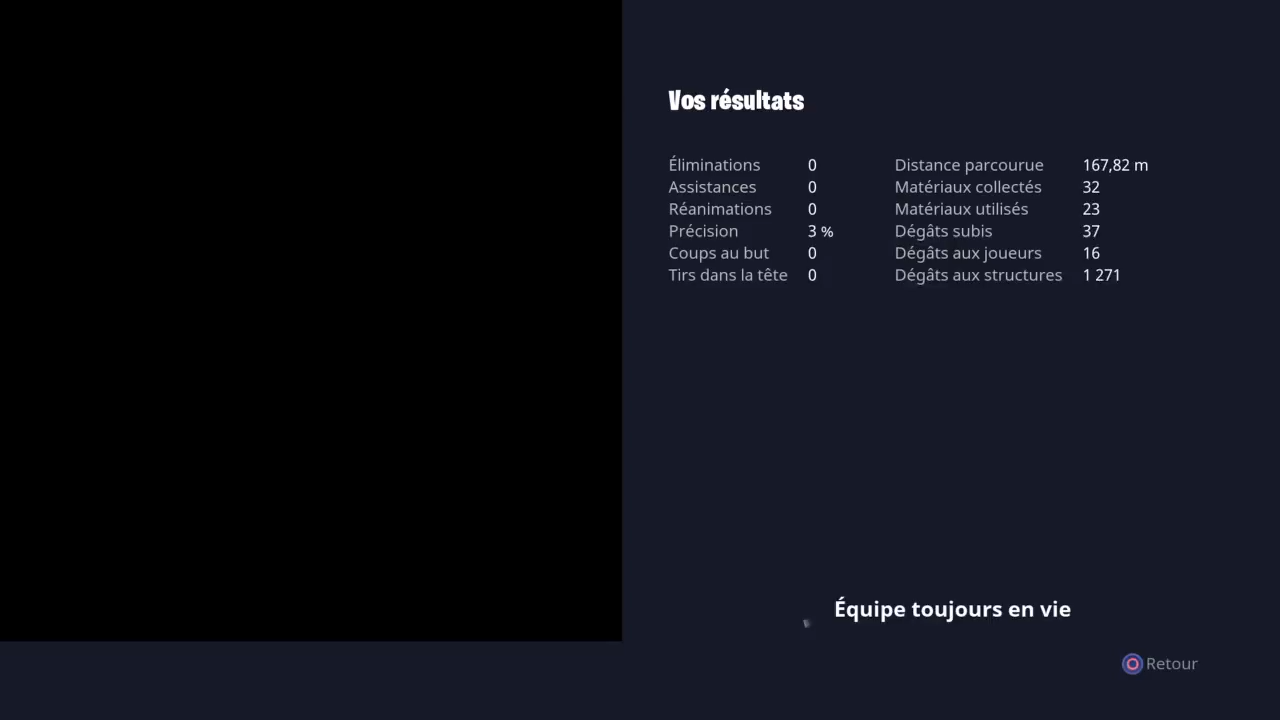 Vos résultats
Éliminations 0 Distance parcourue 167,82 m
Assistances 0 Matériaux collectés 32
Réanimations 0 Matériaux utilisés 23
Précision 3 % Dégâts subis 37
Coups au but 0 Dégâts aux joueurs 16
Tirs dans la tête 0 Dégâts aux structures 1 271
Équipe toujours en vie
Retour